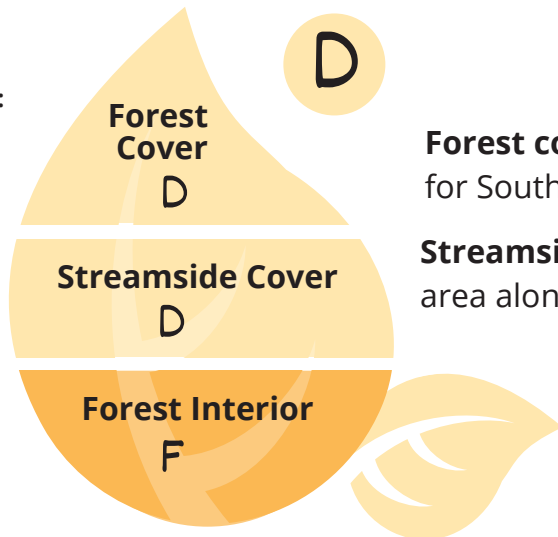 :
D
Forest
Cover
D
Forest co
for South
Streamside Cover
D
Streamsi
area alon
Forest Interior
F